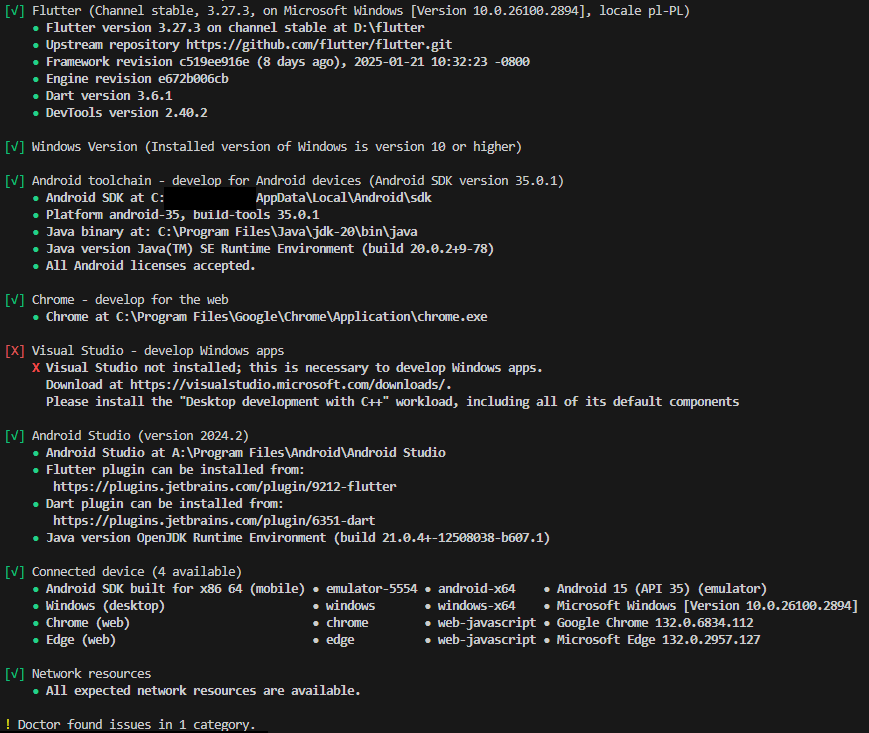 [√] Flutter (Channel stable, 3.27.3, on Microsoft Windows [Version 10.0.26100.2894], locale pl-PL)
• Flutter version 3.27.3 on channel stable at D:\flutter
• Upstream repository https://github.com/flutter/flutter.git
• Framework revision c519ee916e (8 days ago), 2025-01-21 10:32:23 -0800
• Engine revision e672b006cb
• Dart version 3.6.1
• DevTools version 2.40.2
[√] Windows Version (Installed version of Windows is version 10 or higher)
[√] Android toolchain - develop for Android devices (Android SDK version 35.0.1)
• Android SDK at C: AppData\Local\Android\sdk
• Platform android-35, build-tools 35.0.1
• Java binary at: C:\Program Files\Java\jdk-20\bin\java
• Java version Java(TM) SE Runtime Environment (build 20.0.2+9-78)
• All Android licenses accepted.
[√] Chrome - develop for the web
• Chrome at C:\Program Files\Google\Chrome\Application\chrome.exe
[X] Visual Studio - develop Windows apps
X Visual Studio not installed; this is necessary to develop Windows apps.
Download at https://visualstudio.microsoft.com/downloads/.
Please install the "Desktop development with C++" workload, including all of its default components
[√] Android Studio (version 2024.2)
• Android Studio at A:\Program Files\Android\Android Studio
• Flutter plugin can be installed from:
https://plugins.jetbrains.com/plugin/9212-flutter
• Dart plugin can be installed from:
https://plugins.jetbrains.com/plugin/6351-dart
• Java version OpenJDK Runtime Environment (build 21.0.4+-12508038-b607.1)
[√] Connected device (4 available)
• Android SDK built for x86 64 (mobile) • emulator-5554 • android-x64 • Android 15 (API 35) (emulator)
• Windows (desktop) • windows • windows-x64 • Microsoft Windows [Version 10.0.26100.2894]
• Chrome (web) • chrome • web-javascript • Google Chrome 132.0.6834.112
• Edge (web) • edge • web-javascript • Microsoft Edge 132.0.2957.127
[√] Network resources
• All expected network resources are available.
! Doctor found issues in 1 category.